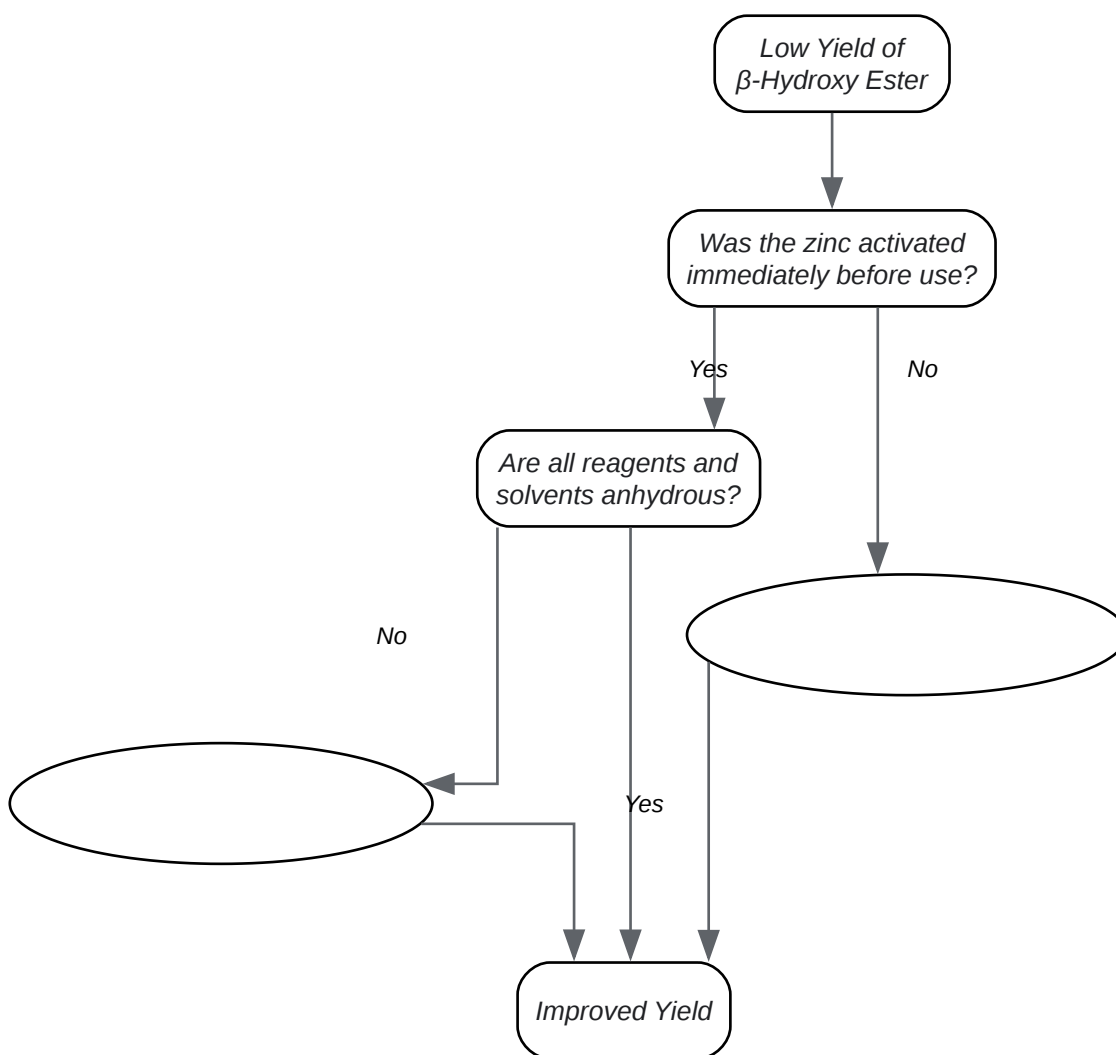 Low Yield of
β-Hydroxy Ester
Was the zinc activated
immediately before use?
Yes
No
Are all reagents and
solvents anhydrous?
No
Yes
Improved Yield